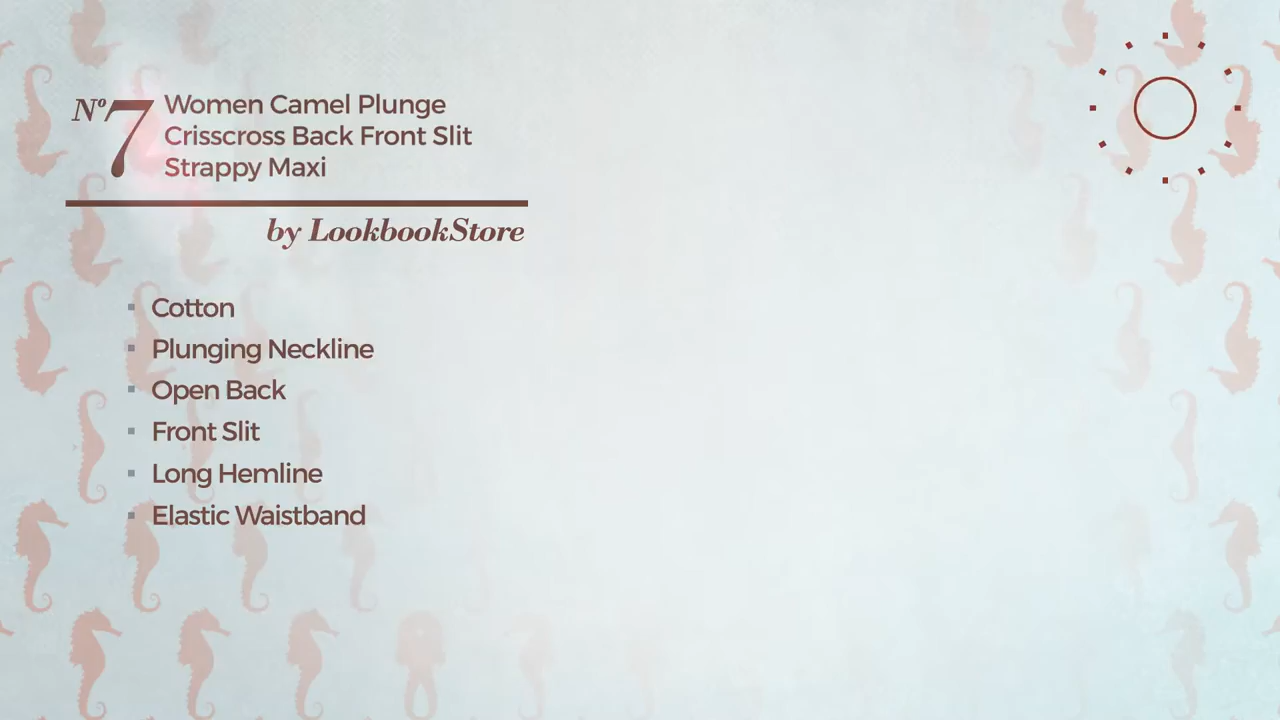 Nº7
Women Camel Plunge
Crisscross Back Front Slit
Strappy Maxi
by LookbookStore
Cotton
Plunging Neckline
Open Back
Front Slit
Long Hemline
Elastic Waistband